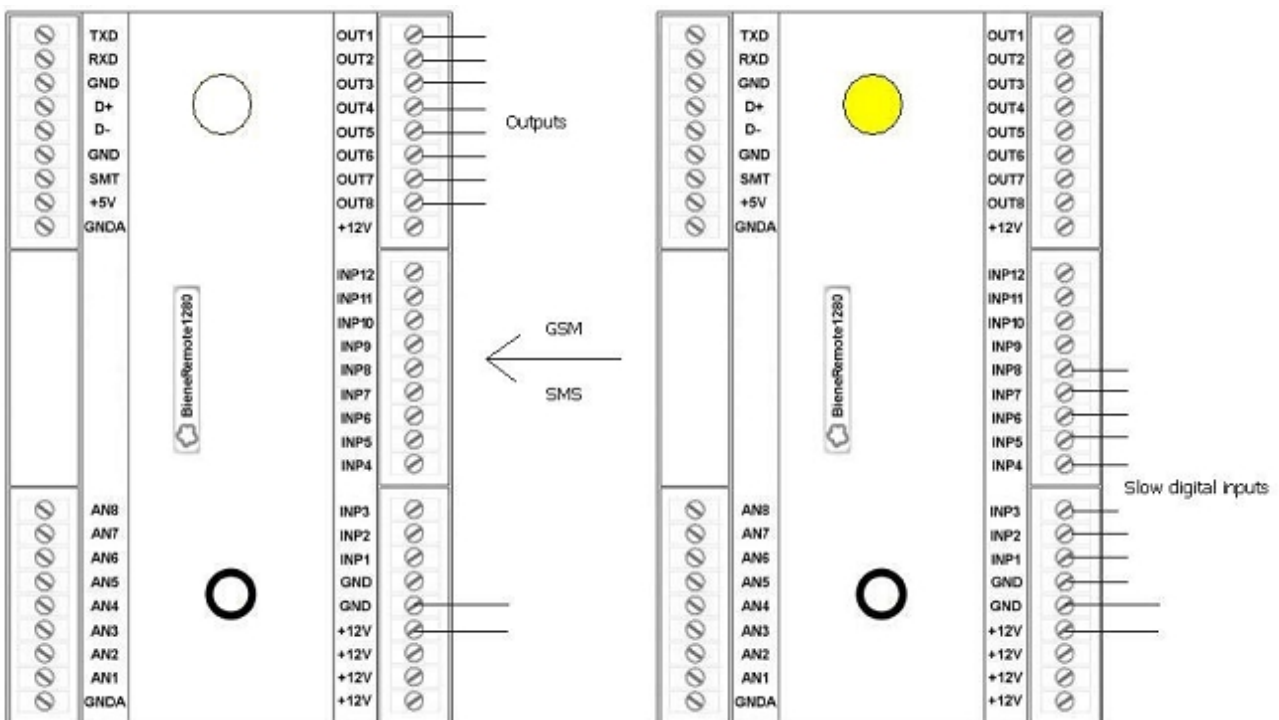 TXD
RXD
GND
D+
D-
GND
SMT
+5V
GNDA
OUT1
OUT2
OUT3
OUT4
OUT5
OUT6
OUT7
OUT8
+12V
Outputs
INP12
INP11
INP10
INP9
INP8
INP7
INP6
INP5
INP4
BieneRemote1280
AN8
AN7
AN6
AN5
AN4
AN3
AN2
AN1
GNDA
INP3
INP2
INP1
GND
GND
+12V
+12V
+12V
+12V
GSM
SMS
TXD
RXD
GND
D+
D-
GND
SMT
+5V
GNDA
OUT1
OUT2
OUT3
OUT4
OUT5
OUT6
OUT7
OUT8
+12V
INP12
INP11
INP10
INP9
INP8
INP7
INP6
INP5
INP4
BieneRemote1280
Slow digital inputs
AN8
AN7
AN6
AN5
AN4
AN3
AN2
AN1
GNDA
INP3
INP2
INP1
GND
GND
+12V
+12V
+12V
+12V